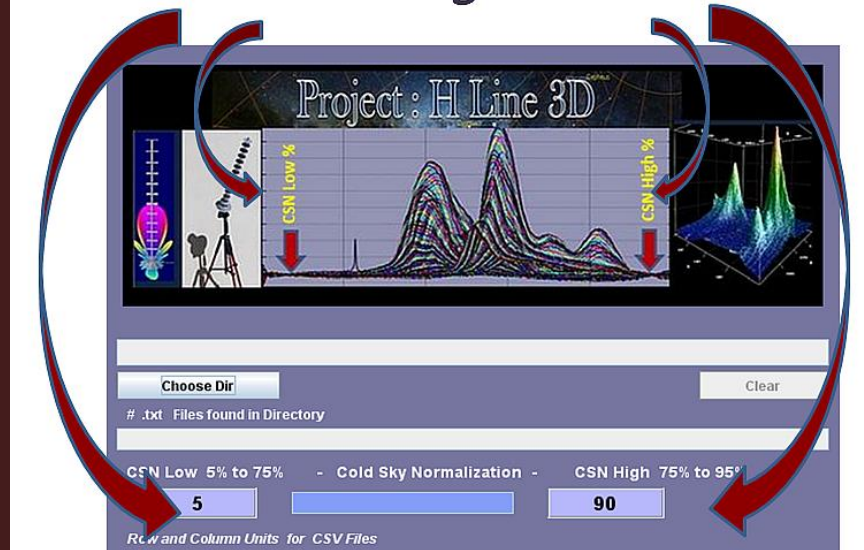 Project : H Line 3D
CSN Low %
CSN High %
Choose Dir
Clear
# .txt Files found in Directory
CSN Low 5% to 75% - Cold Sky Normalization - CSN High 75% to 95%
5
90
Row and Column Units for CSV Files